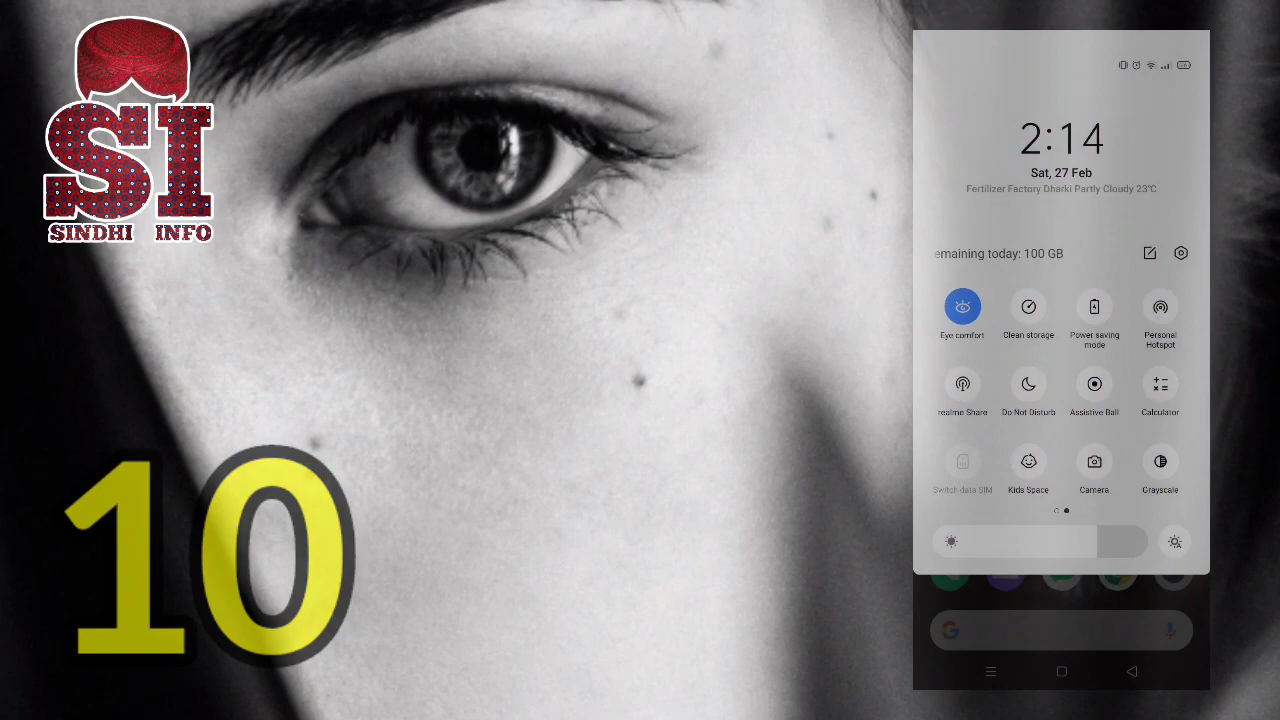 SI
SINDHI INFO
10
2:14
Sat, 27 Feb
Fertilizer Factory Dharki Partly Cloudy 23°C
emaining today: 100 GB
Eye comfort
Clean storage
Power saving mode
Personal Hotspot
realme Share
Do Not Disturb
Assistive Ball
Calculator
Switch data SIM
Kids Space
Camera
Grayscale
G